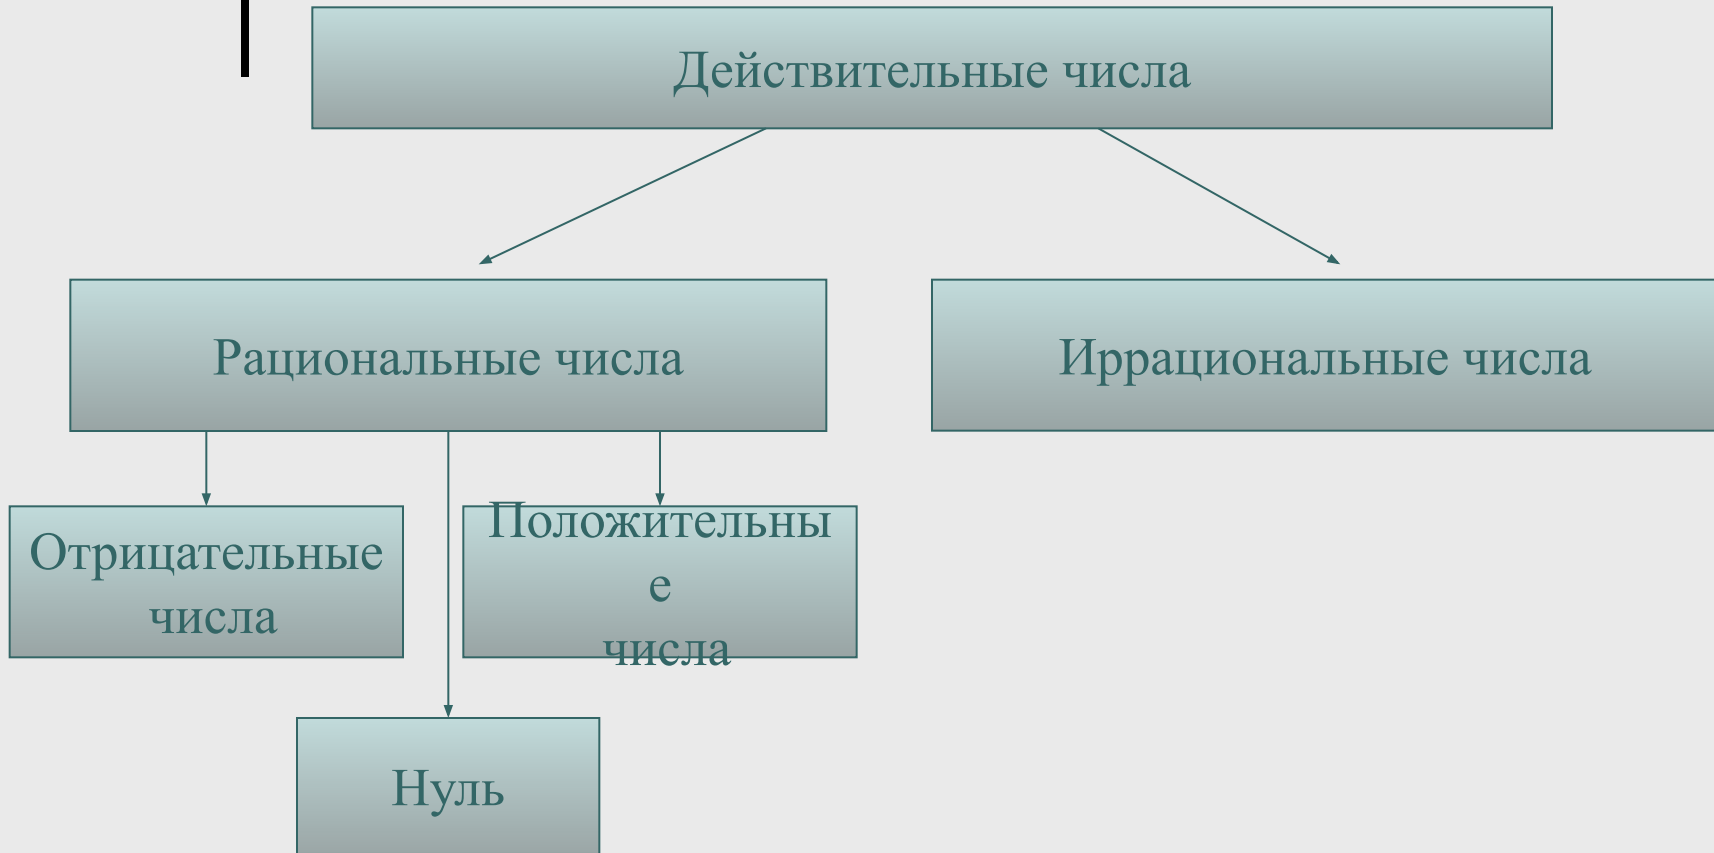 Действительные числа
Рациональные числа
Иррациональные числа
Отрицательные
числа
Положительны
е
числа
Нуль